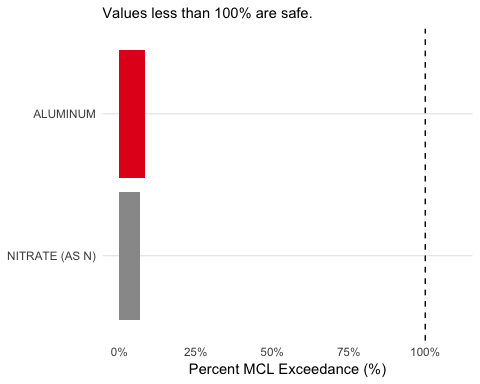 Values less than 100% are safe.
ALUMINUM
NITRATE (AS N)
0% 25% 50% 75% 100%
Percent MCL Exceedance (%)